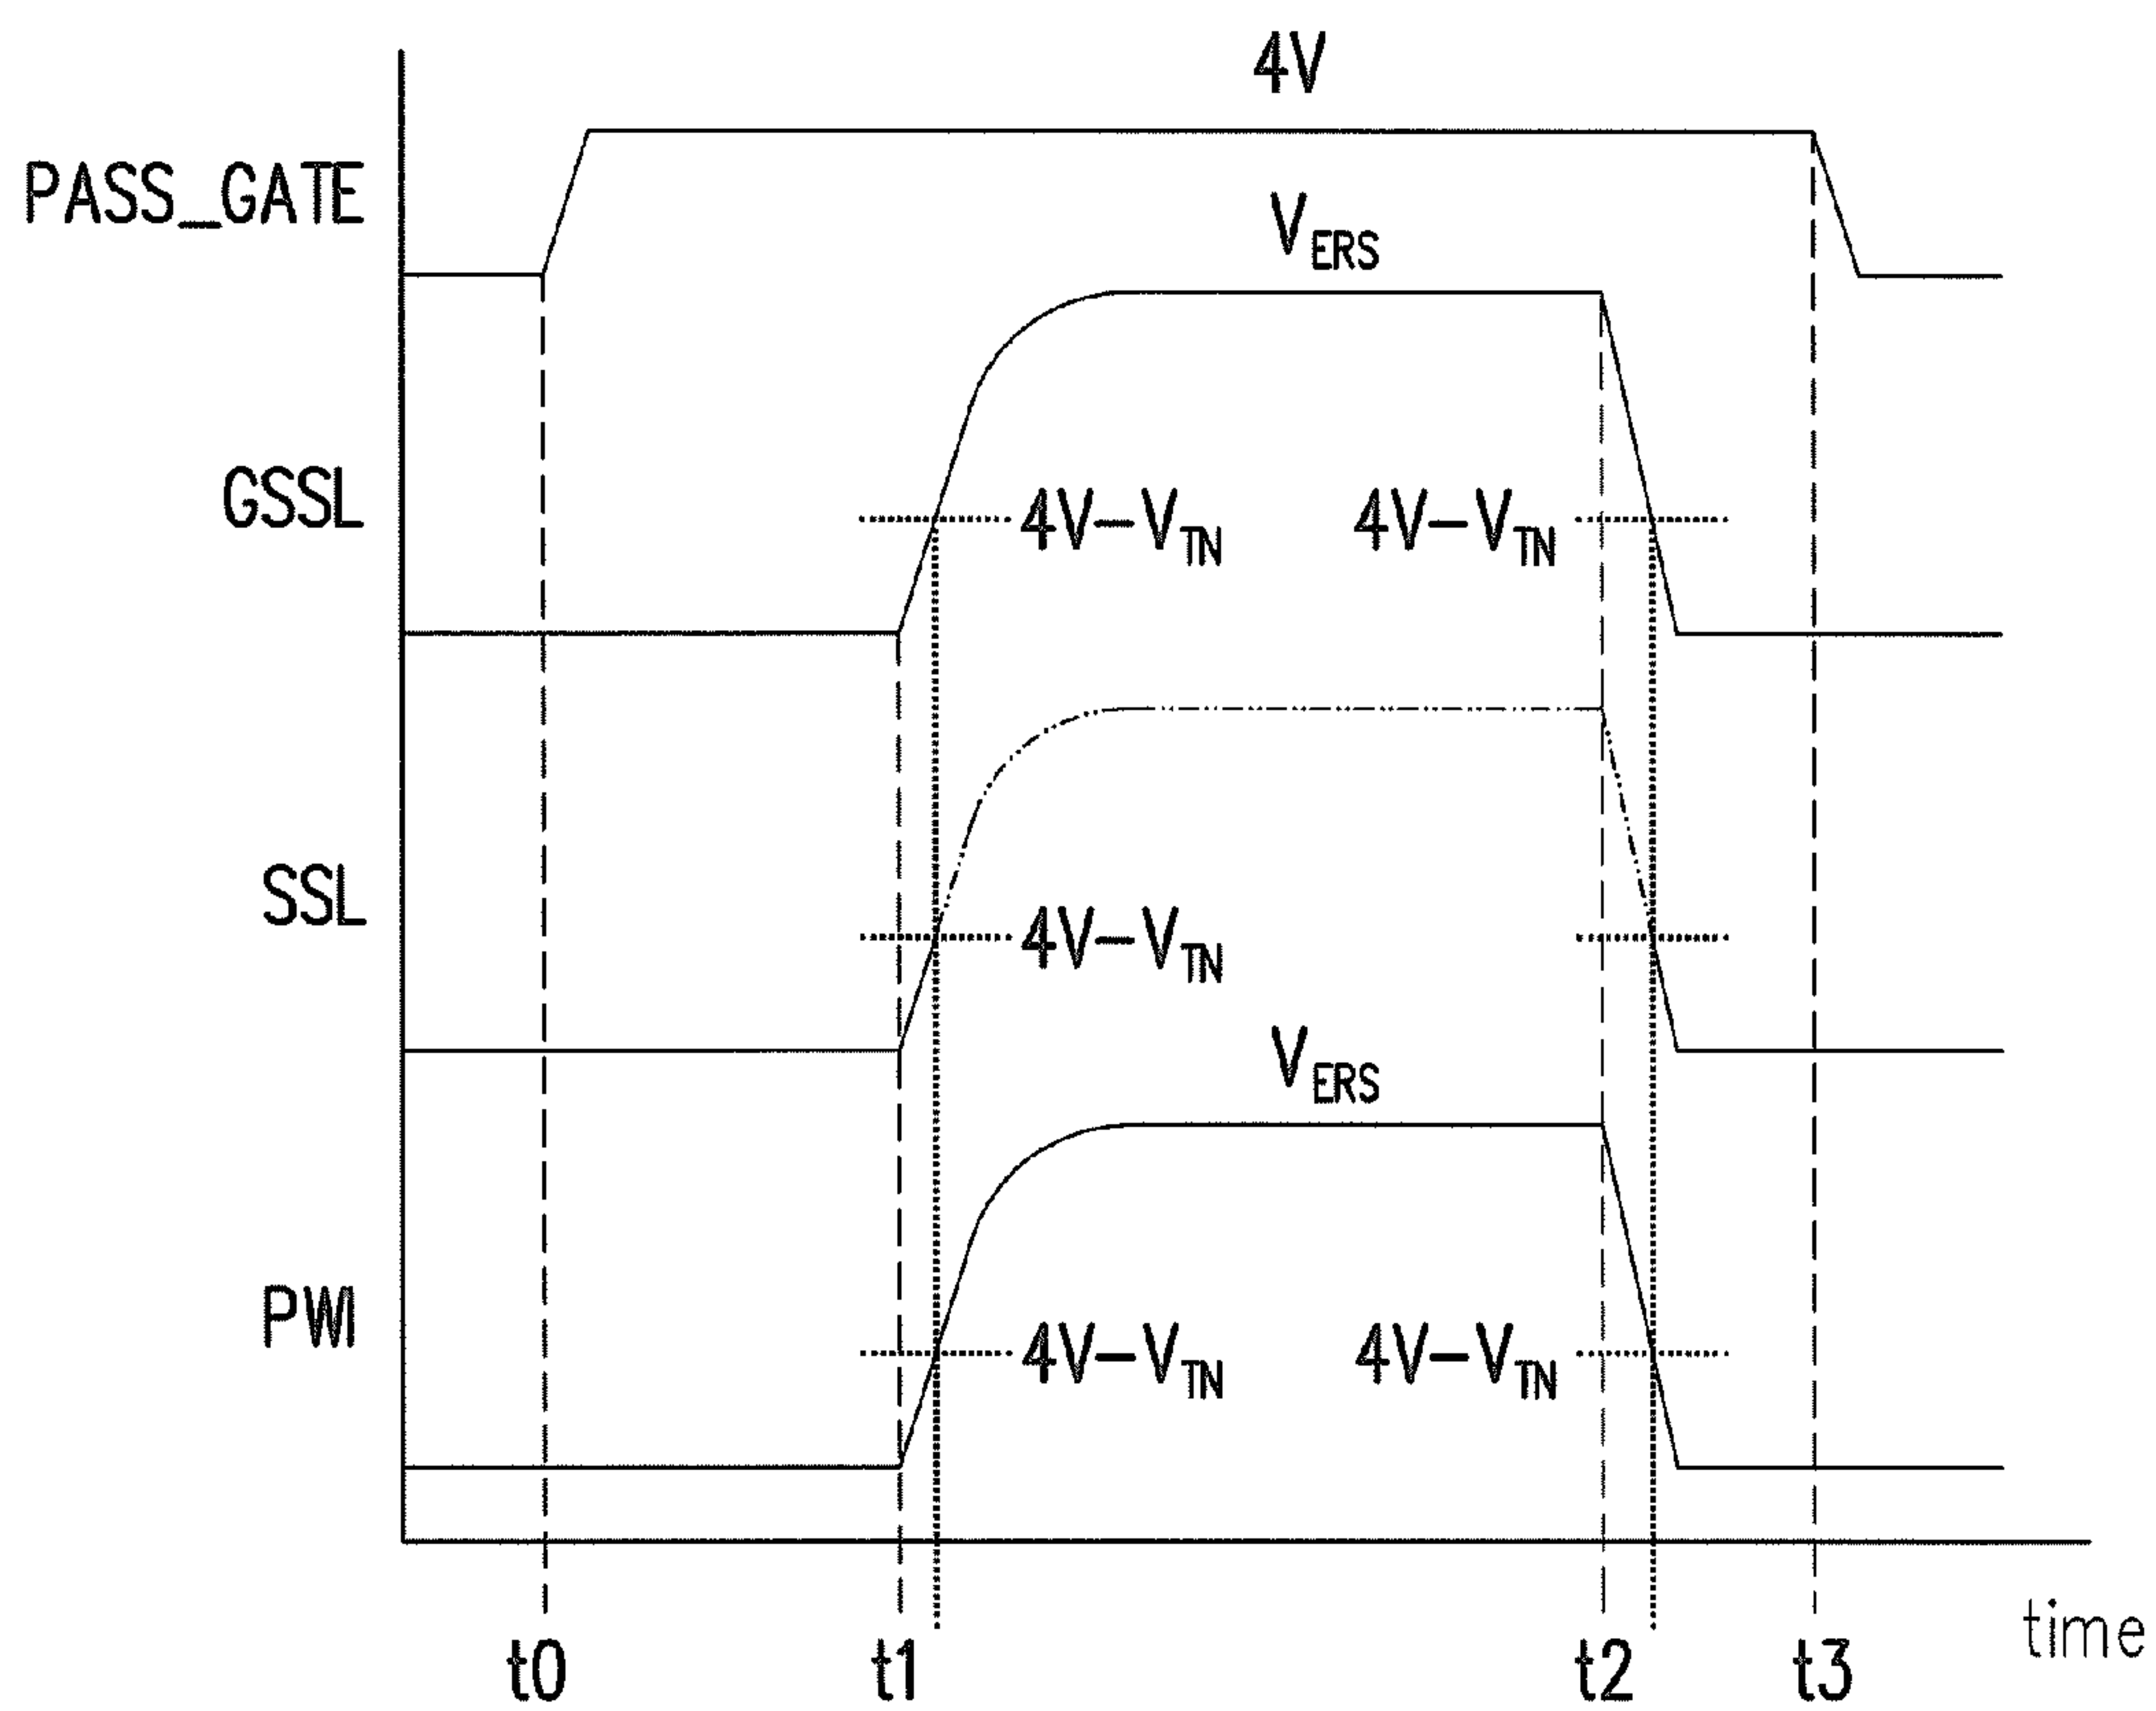 4V
PASS_GATE
VERS
GSSL
4V-VTN
4V-VTN
SSL
4V-VTN
VERS
PWI
4V-VTN
4V-VTN
t0
t1
t2
t3
time